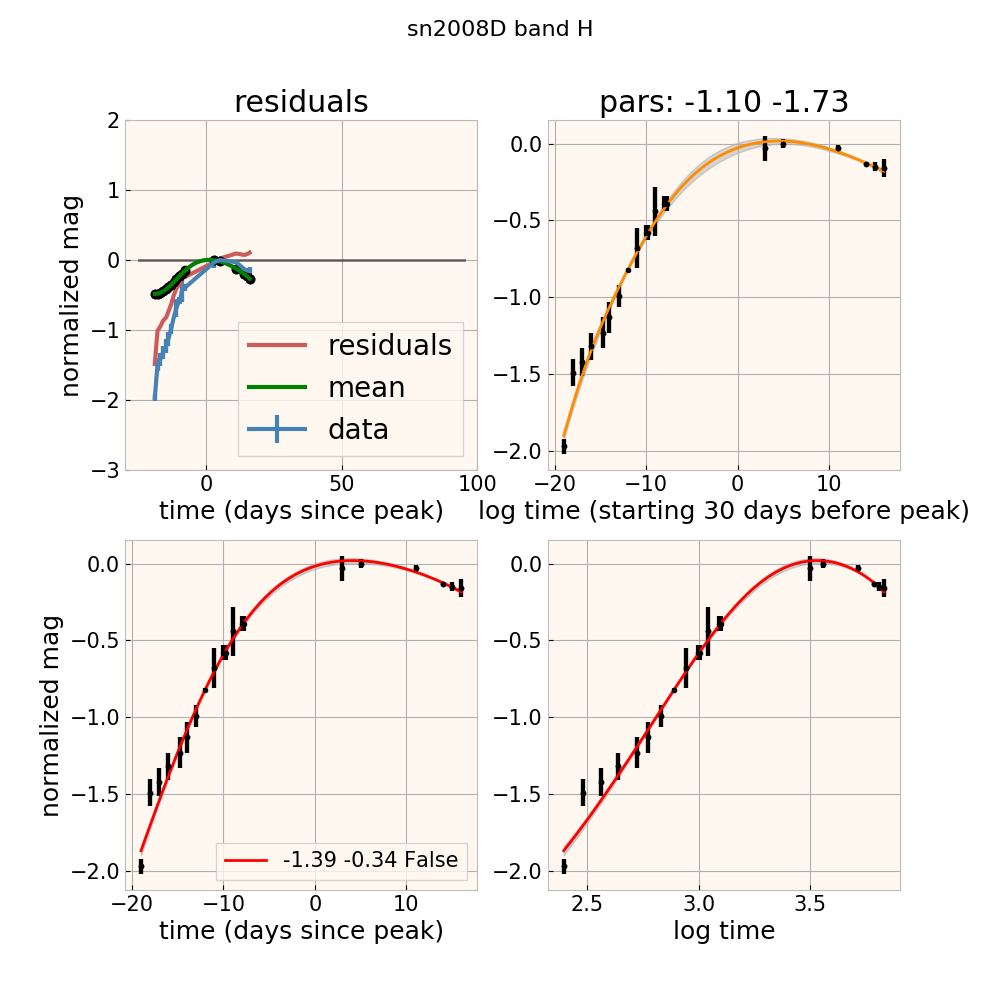 sn2008D band H
residuals
pars: -1.10 -1.73
normalized mag
2
1
0
−1
−2
−3
residuals
mean
data
0
50
100
time (days since peak)
0.0
−0.5
−1.0
−1.5
−2.0
−20
−10
0
10
log time (starting 30 days before peak)
normalized mag
0.0
−0.5
−1.0
−1.5
−2.0
-1.39 -0.34 False
−20
−10
0
10
time (days since peak)
0.0
−0.5
−1.0
−1.5
−2.0
2.5
3.0
3.5
log time